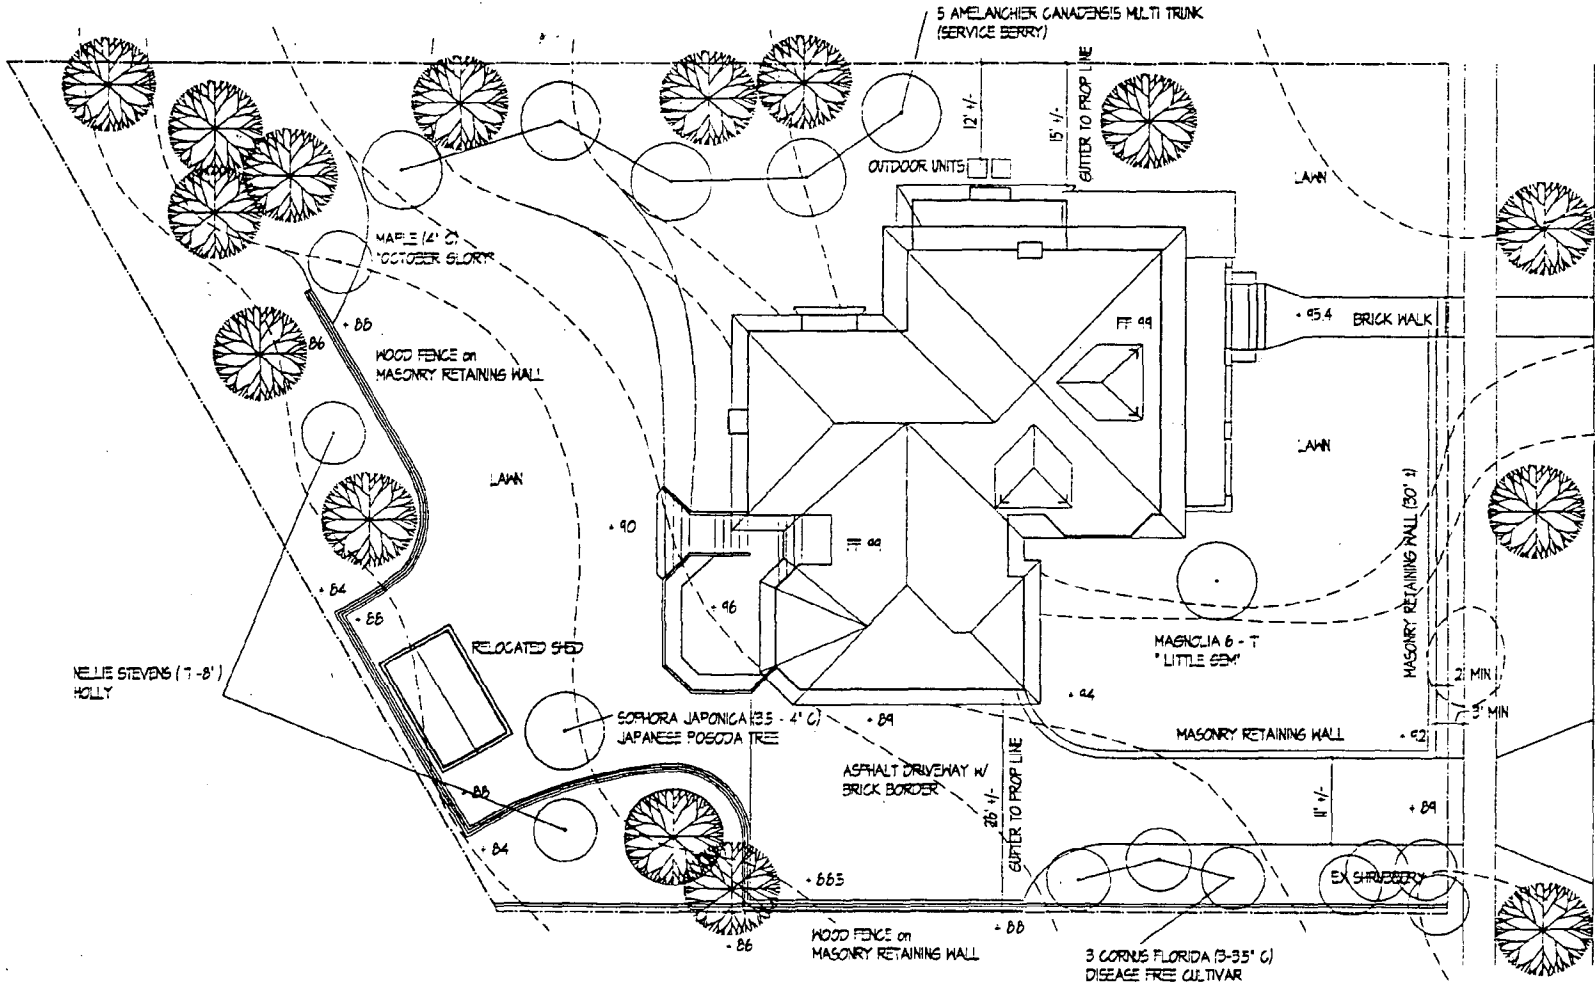 5 AMELANCHIER CANADENSIS MULTI TRUNK
(SERVICE BERRY)
12' +/-
15' +/-
GUTTER TO PROP LINE
OUTDOOR UNITS
LAWN
MAPLE (4" C)
"OCTOBER GLORY"
+ 88
86
WOOD FENCE on
MASONRY RETAINING WALL
FF 99
+ 95.4
BRICK WALK
LAWN
LAWN
+ 90
FF 99
MASONRY RETAINING WALL (30" ±)
+ 84
+ 88
+ 96
RELOCATED SHED
MAGNOLIA 6 - 7'
"LITTLE GEM"
NELLIE STEVENS (7 -8')
HOLLY
2' MIN
3' MIN
+ 94
SOPHORA JAPONICA (3.5 - 4" C)
JAPANESE POGODA TREE
+ 89
MASONRY RETAINING WALL
+ 92
ASPHALT DRIVEWAY W/
BRICK BORDER
26' +/-
GUTTER TO PROP LINE
11' +/-
+ 88
+ 89
+ 84
+ 88.5
EX SHRUBBERY
+ 86
WOOD FENCE on
MASONRY RETAINING WALL
+ 88
3 CORNUS FLORIDA (3-3.5" C)
DISEASE FREE CULTIVAR